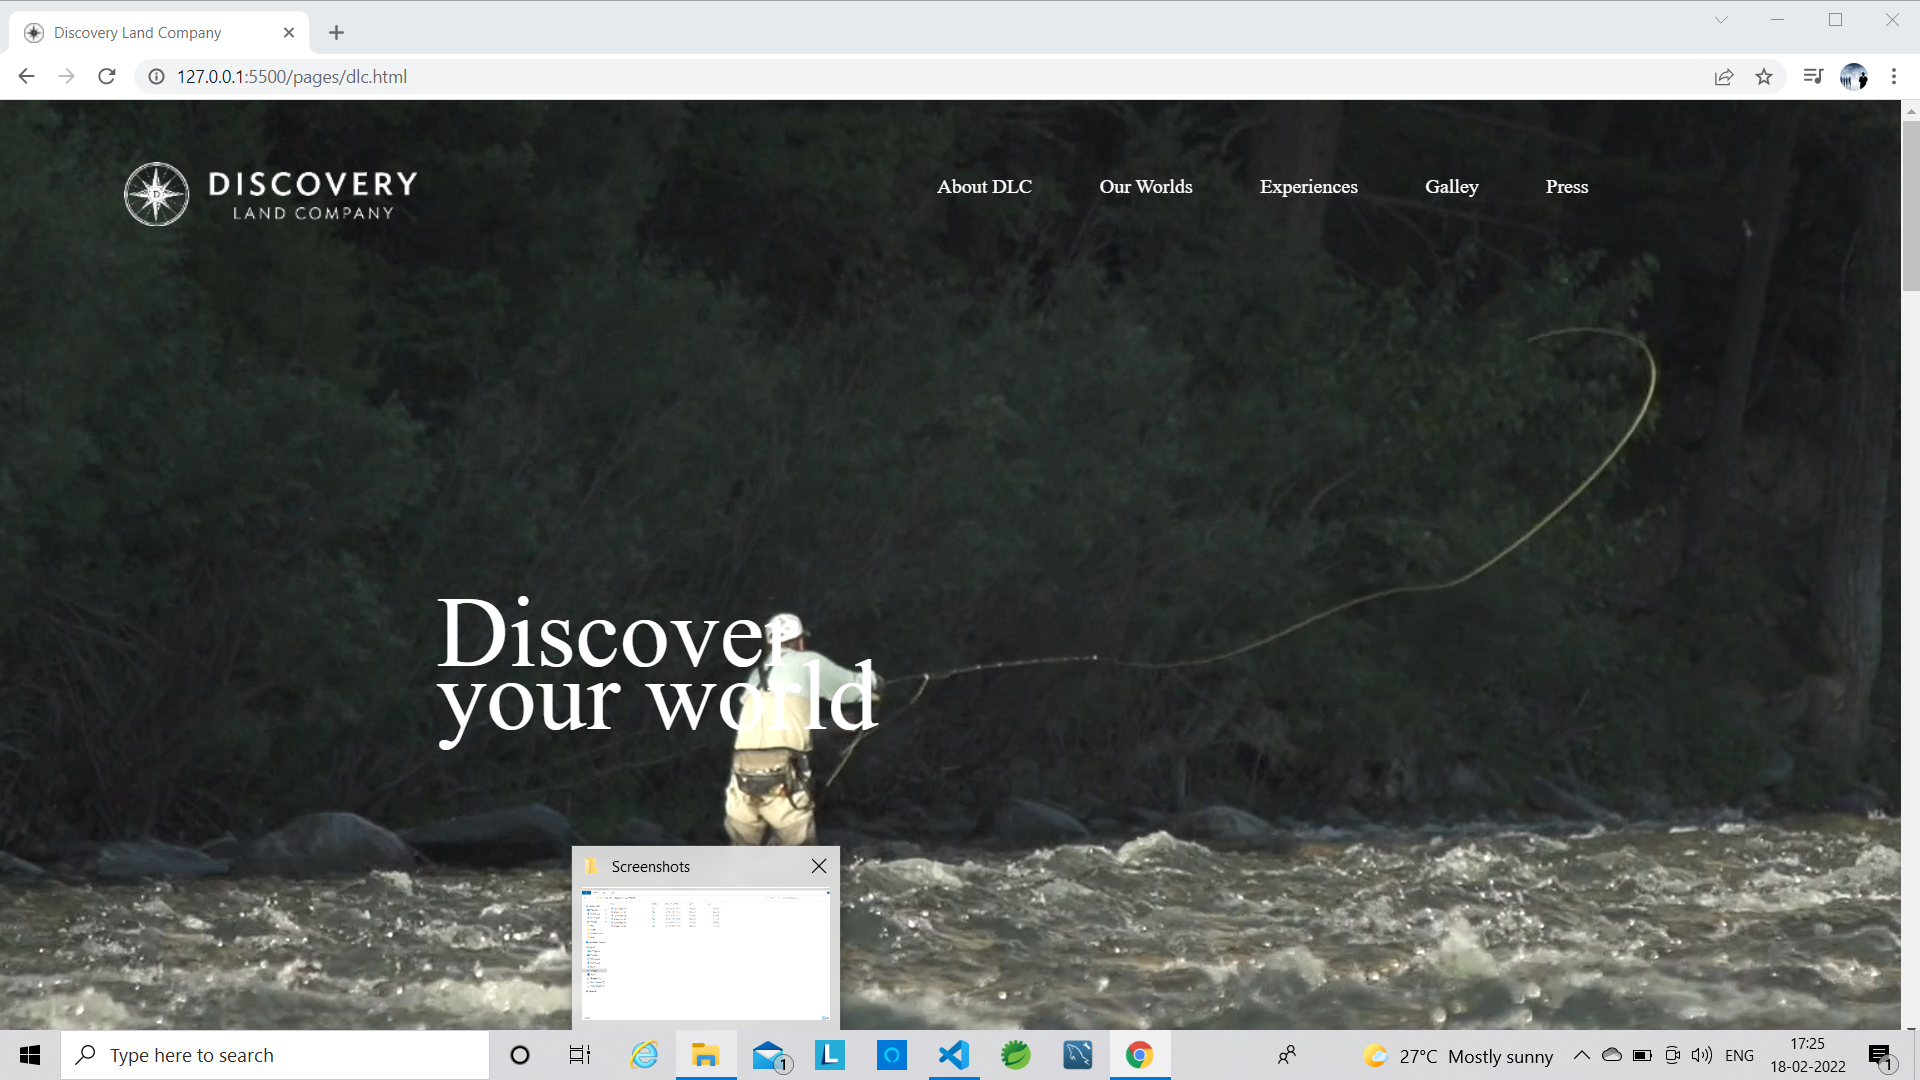 Discovery Land Company
127.0.0.1:5500/pages/dlc.html
DISCOVERY
LAND COMPANY
About DLC Our Worlds Experiences Galley Press
Discover
your world
Screenshots
Type here to search
1
L
27°C Mostly sunny
ENG
17:25
18-02-2022
1